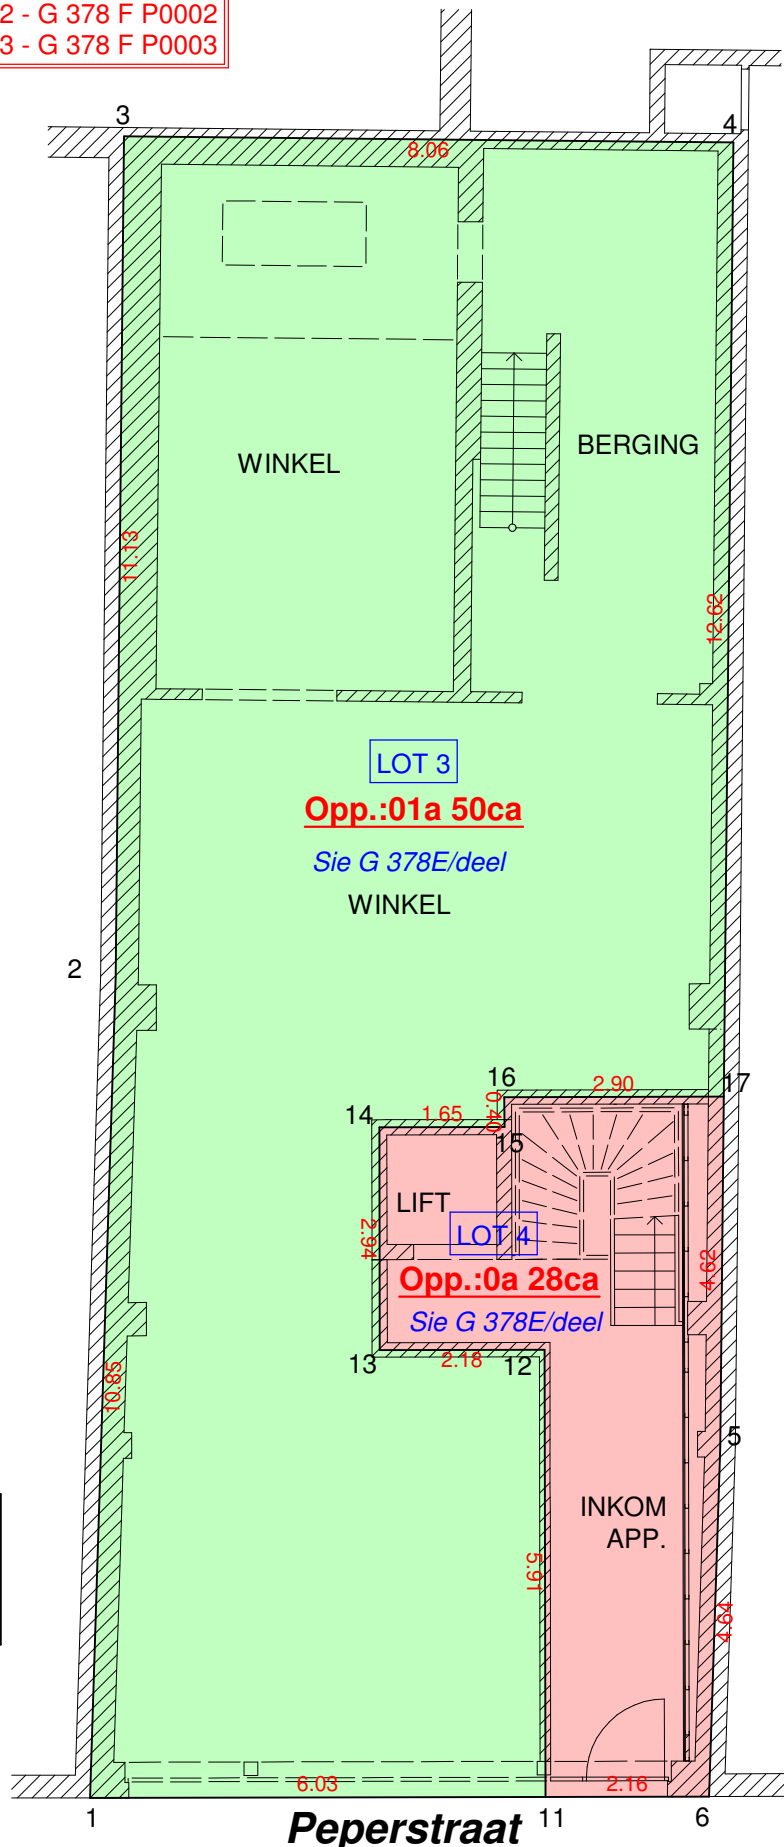 2 - G 378 F P0002
3 - G 378 F P0003
3
4
8.06
WINKEL
BERGING
11.13
12.62
LOT 3
Opp.:01a 50ca
Sie G 378E/deel
WINKEL
2
16
2.90
17
14
1.65
0.40
15
LIFT
2.94
LOT 4
4.62
Opp.:0a 28ca
Sie G 378E/deel
13
2.18
12
10.85
5
INKOM
APP.
5.91
4.64
6.03
2.16
1
Peperstraat
11
6